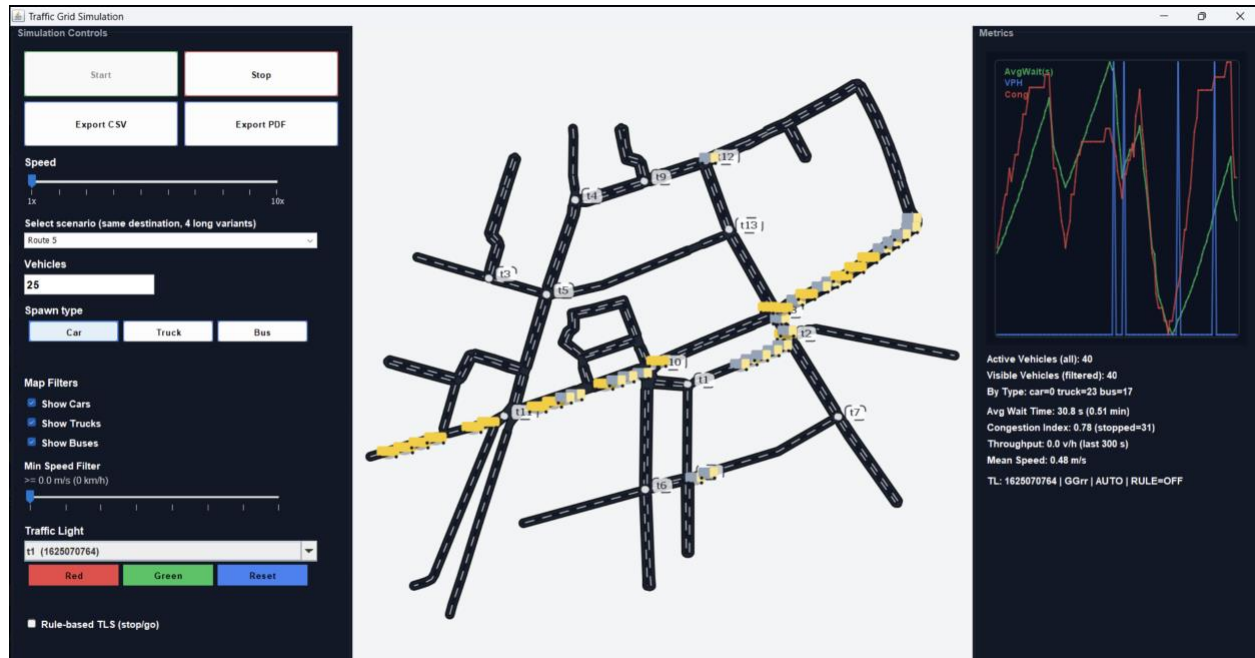 Traffic Grid Simulation
Simulation Controls
Start
Stop
Export CSV
Export PDF
Speed
1x
10x
Select scenario (same destination, 4 long variants)
Route 5
Vehicles
25
Spawn type
Car
Truck
Bus
Map Filters
Show Cars
Show Trucks
Show Buses
Min Speed Filter
>= 0.0 m/s (0 km/h)
Traffic Light
t1 (1625070764)
Red
Green
Reset
Rule-based TLS (stop/go)
t12
t9
t4
t13
t3
t5
t2
t1
t7
t6
Metrics
AvgWait(s)
VPH
Cong
Active Vehicles (all): 40
Visible Vehicles (filtered): 40
By Type: car=0 truck=23 bus=17
Avg Wait Time: 30.8 s (0.51 min)
Congestion Index: 0.78 (stopped=31)
Throughput: 0.0 v/h (last 300 s)
Mean Speed: 0.48 m/s
TL: 1625070764 | GGrr | AUTO | RULE=OFF